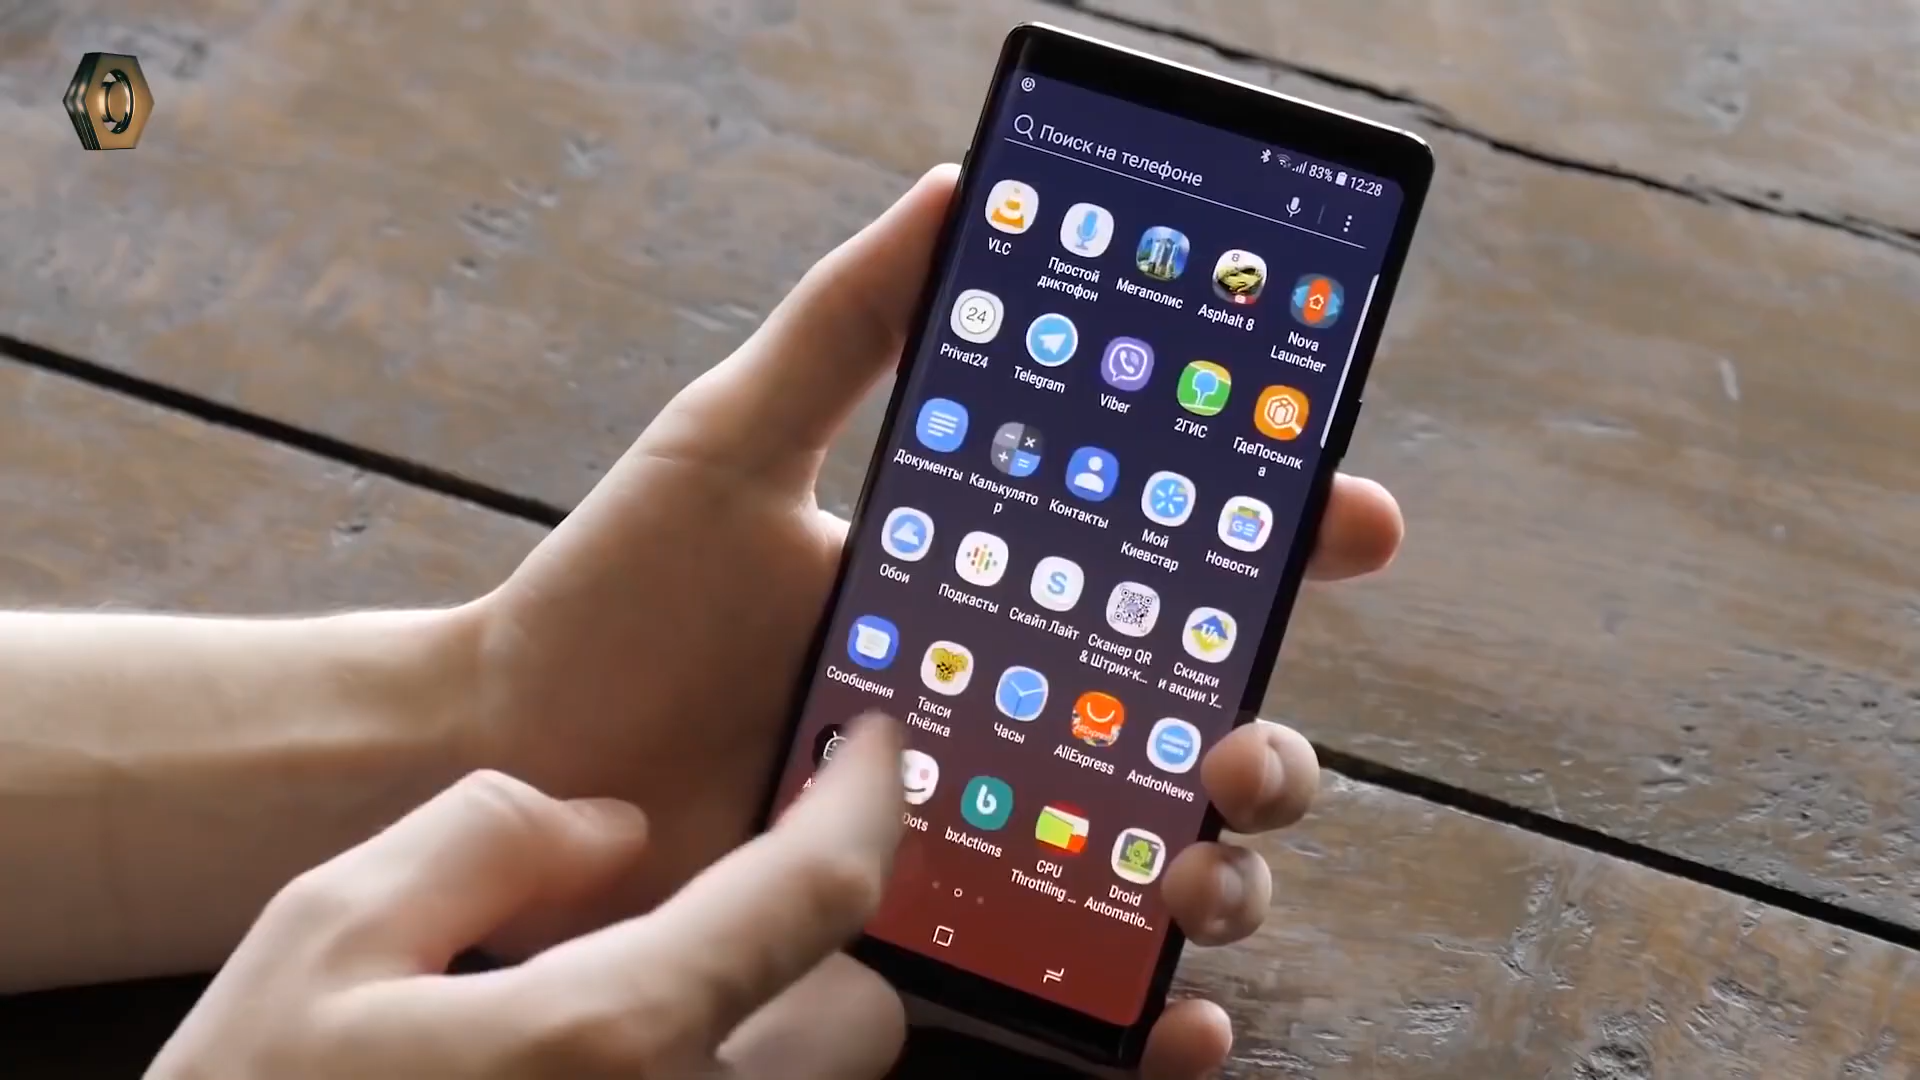 Поиск на телефоне
83% 12:28
VLC
Простой
диктофон
Мегаполис
Asphalt 8
Nova
Launcher
24
Privat24
Telegram
Viber
2ГИС
ГдеПосылк
а
Документы
Калькулято
р
Контакты
Мой
Киевстар
Новости
Обои
Подкасты
Скайп Лайт
Сканер QR
& Штрих-к...
Скидки
и акции У...
Сообщения
Такси
Пчёлка
Часы
AliExpress
AndroNews
bxActions
CPU
Throttling ...
Droid
Automatio...